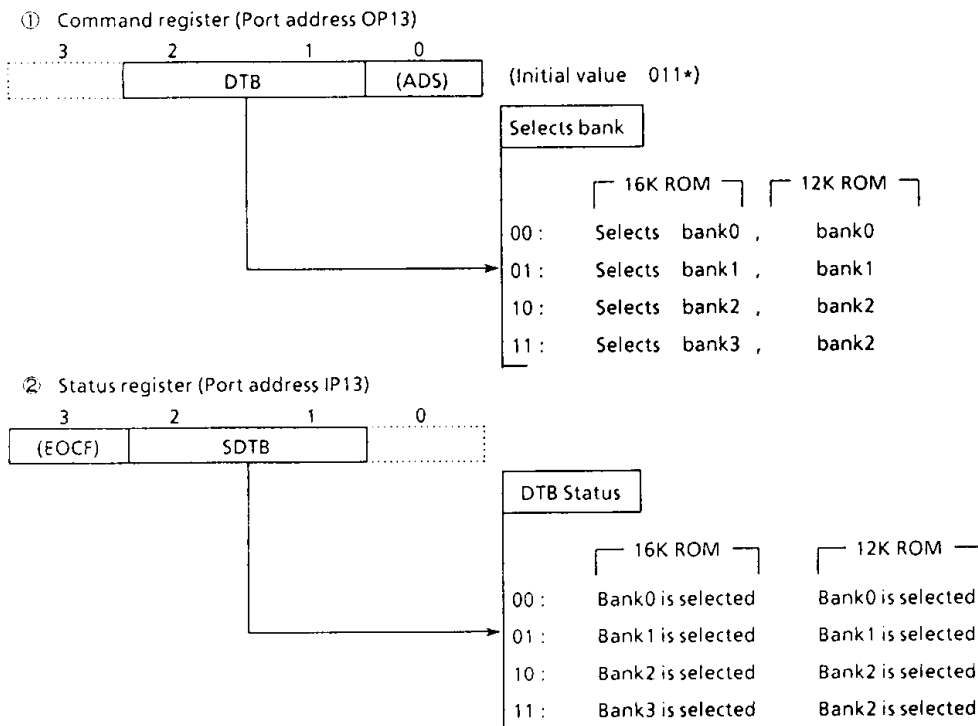 ① Command register (Port address OP13)
3 2 1 0
DTB (ADS) (Initial value 011*)
Selects bank
16K ROM 12K ROM
00 : Selects bank0 , bank0
01 : Selects bank1 , bank1
10 : Selects bank2 , bank2
11 : Selects bank3 , bank2
② Status register (Port address IP13)
3 2 1 0
(EOCF) SDTB
DTB Status
16K ROM 12K ROM
00 : Bank0 is selected Bank0 is selected
01 : Bank1 is selected Bank1 is selected
10 : Bank2 is selected Bank2 is selected
11 : Bank3 is selected Bank2 is selected